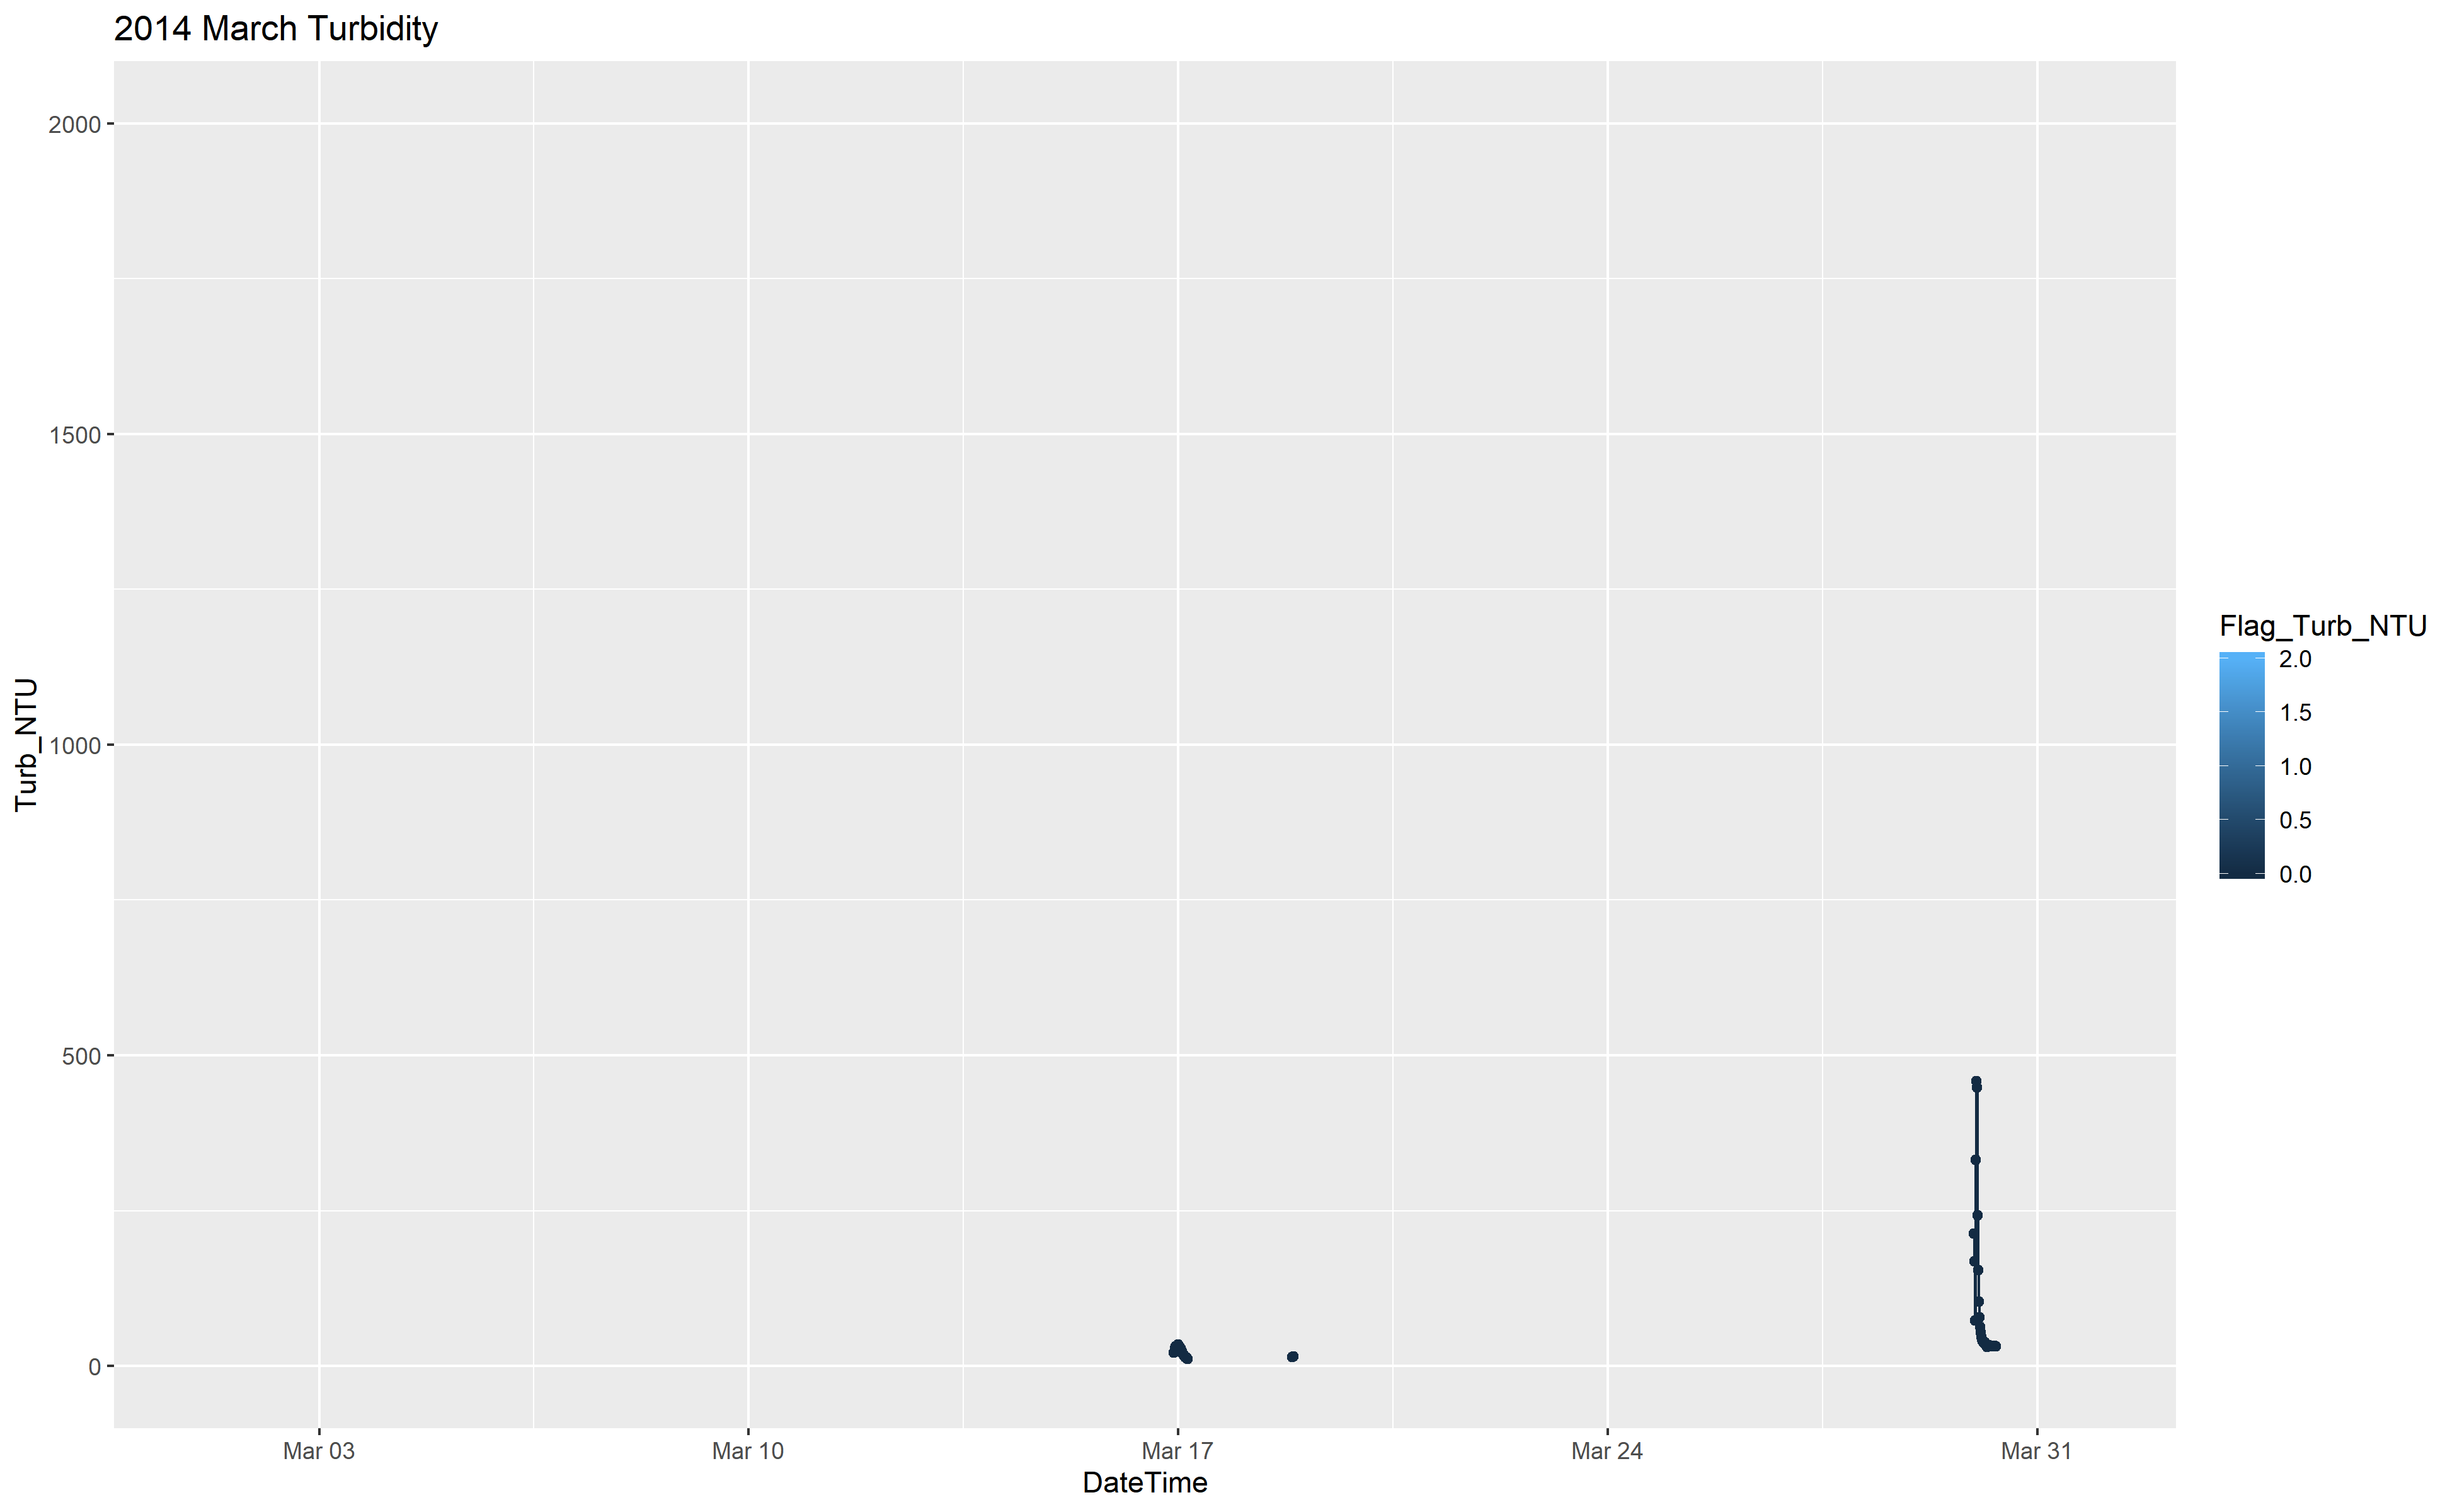 2014 March Turbidity
Turb_NTU
2000
1500
1000
500
0
Mar 03
Mar 10
Mar 17
Mar 24
Mar 31
DateTime
Flag_Turb_NTU
2.0
1.5
1.0
0.5
0.0